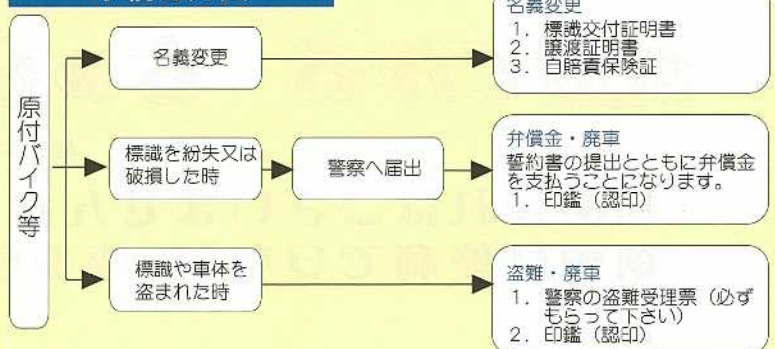 名義変更
1. 標識交付証明書
2. 譲渡証明書
3. 自賠責保険証
原付バイク等
名義変更
標識を紛失又は
破損した時
警察へ届出
弁償金・廃車
誓約書の提出とともに弁償金
を支払うことになります。
1. 印鑑（認印）
標識や車体を
盗まれた時
盗難・廃車
1. 警察の盗難受理票（必ず
もらって下さい）
2. 印鑑（認印）